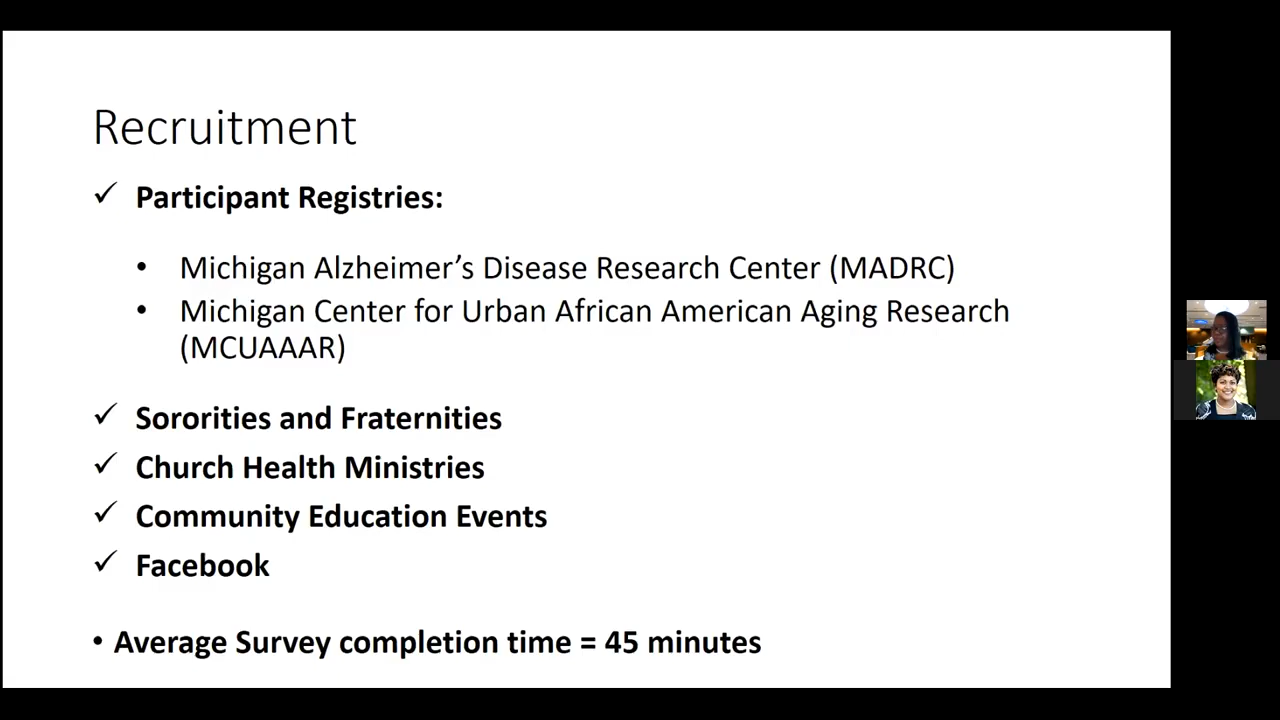 Recruitment
✓ Participant Registries:
• Michigan Alzheimer’s Disease Research Center (MADRC)
• Michigan Center for Urban African American Aging Research
(MCUAAAR)
✓ Sororities and Fraternities
✓ Church Health Ministries
✓ Community Education Events
✓ Facebook
• Average Survey completion time = 45 minutes